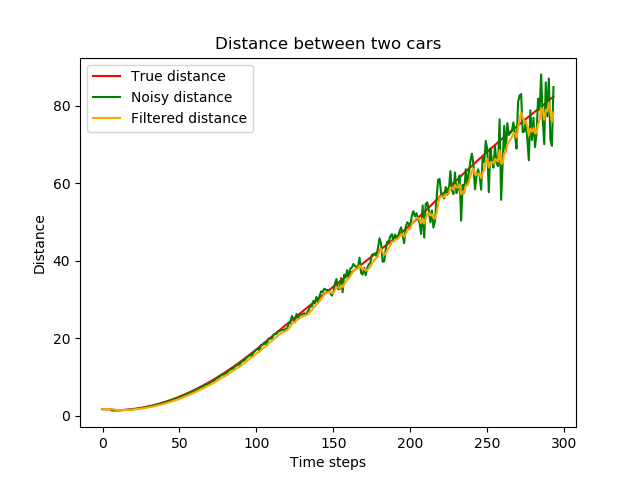 Distance between two cars
True distance
Noisy distance
Filtered distance
Distance
80
60
40
20
0
0 50 100 150 200 250 300
Time steps